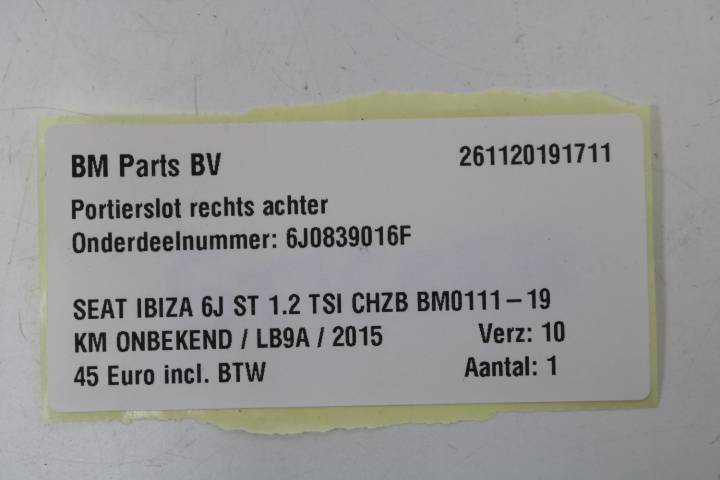 BM Parts BV 261120191711
Portierslot rechts achter
Onderdeelnummer: 6J0839016F
SEAT IBIZA 6J ST 1.2 TSI CHZB BM0111-19
KM ONBEKEND / LB9A / 2015 Verz: 10
45 Euro incl. BTW Aantal: 1